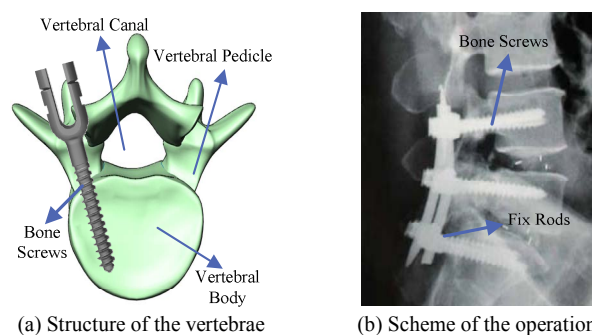 Vertebral Canal
Vertebral Pedicle
Bone
Screws
Vertebral
Body
(a) Structure of the vertebrae
Bone Screws
Fix Rods
(b) Scheme of the operation